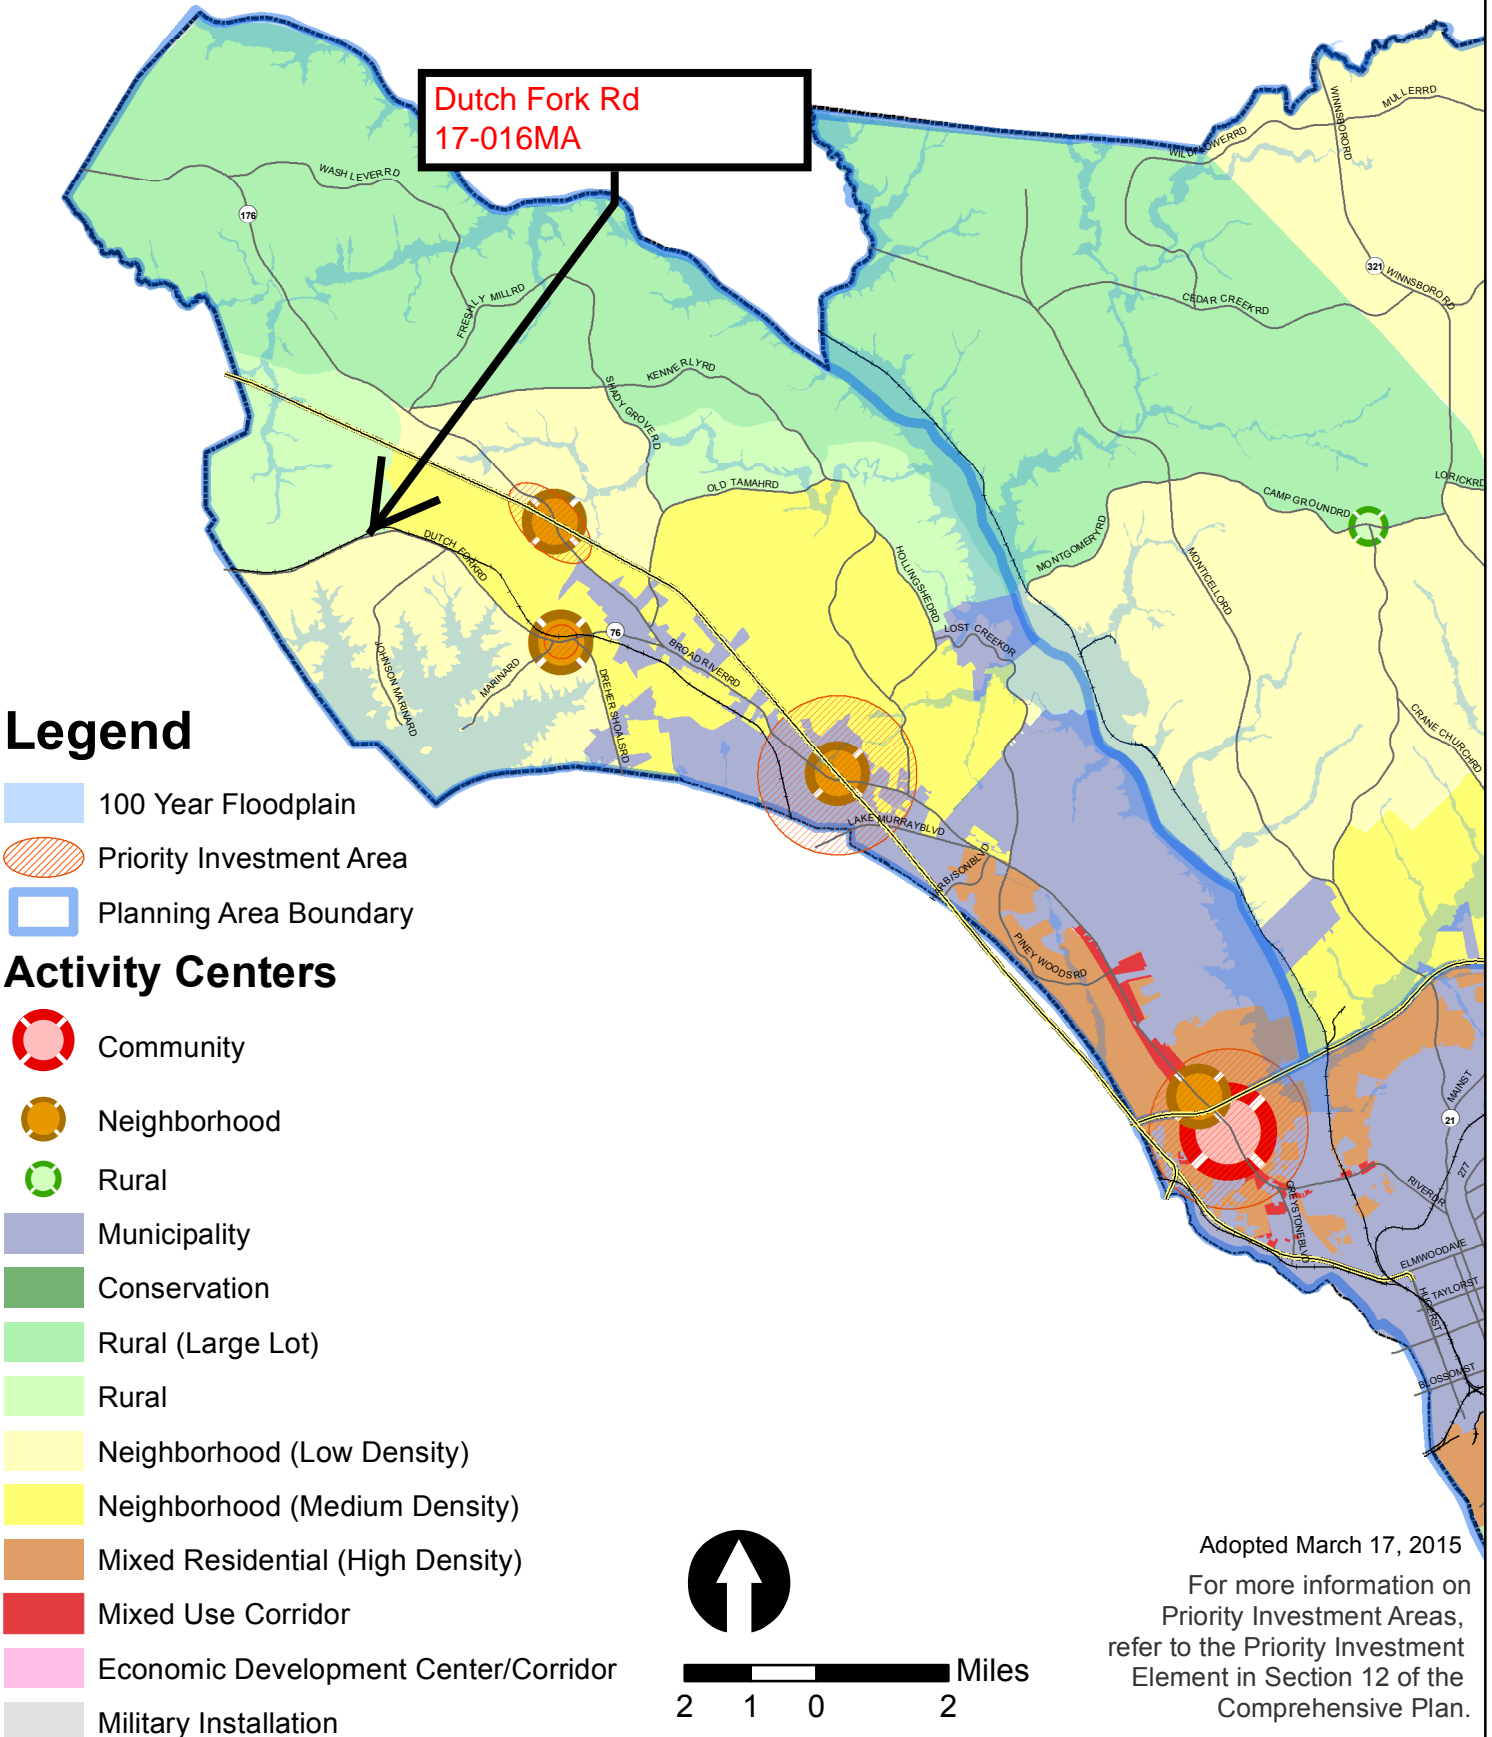 Dutch Fork Rd
17-016MA
WINNSBORO RD
MULLER RD
WILDFLOWER RD
WASH LEVER RD
176
321
WINNSBORO RD
CEDAR CREEK RD
FRESHLY MILL RD
KENNERLY RD
SHADY GROVE RD
OLD TAMAH RD
LORICK RD
CAMP GROUND RD
MONTGOMERY RD
DUTCH FORK RD
HOLLINGSHED RD
MONTICELLO RD
LOST CREEK DR
76
BROAD RIVER RD
JOHNSON MARINA RD
MARINA RD
DREHER SHOALS RD
CRANE CHURCH RD
LAKE MURRAY BLVD
HARBISON BLVD
PINEY WOODS RD
MAIN ST
21
277
RIVER DR
GREYSTONE BLVD
ELMWOOD AVE
TAYLOR ST
HUGER ST
BLOSSOM ST
Legend
100 Year Floodplain
Priority Investment Area
Planning Area Boundary
Activity Centers
Community
Neighborhood
Rural
Municipality
Conservation
Rural (Large Lot)
Rural
Neighborhood (Low Density)
Neighborhood (Medium Density)
Mixed Residential (High Density)
Mixed Use Corridor
Economic Development Center/Corridor
Military Installation
Miles
2 1 0 2
Adopted March 17, 2015
For more information on
Priority Investment Areas,
refer to the Priority Investment
Element in Section 12 of the
Comprehensive Plan.